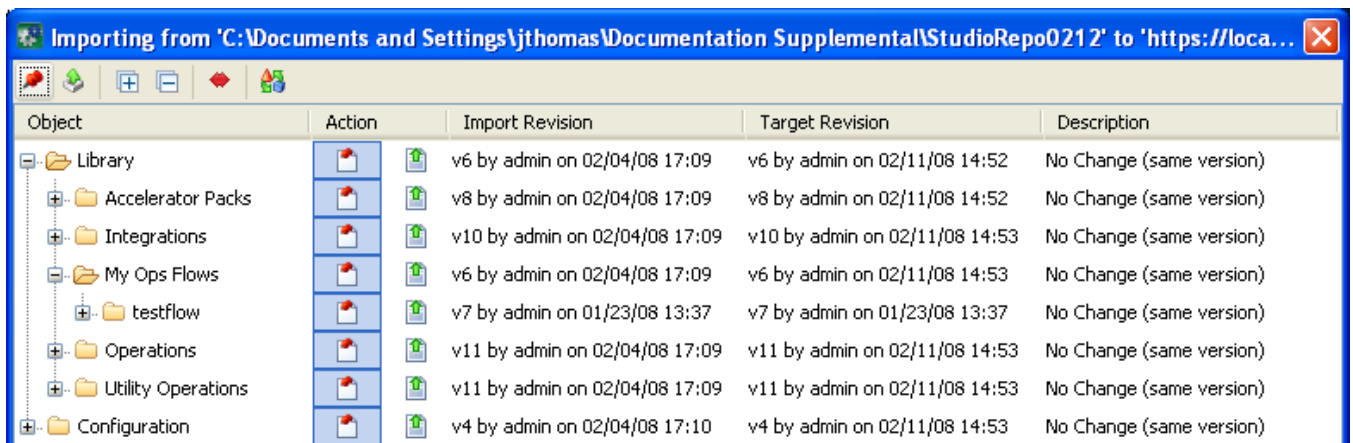 Importing from 'C:\Documents and Settings\jthomas\Documentation Supplemental\StudioRepo0212' to 'https://loca...
Object Action Import Revision Target Revision Description
Library v6 by admin on 02/04/08 17:09 v6 by admin on 02/11/08 14:52 No Change (same version)
Accelerator Packs v8 by admin on 02/04/08 17:09 v8 by admin on 02/11/08 14:52 No Change (same version)
Integrations v10 by admin on 02/04/08 17:09 v10 by admin on 02/11/08 14:53 No Change (same version)
My Ops Flows v6 by admin on 02/04/08 17:09 v6 by admin on 02/11/08 14:53 No Change (same version)
testflow v7 by admin on 01/23/08 13:37 v7 by admin on 01/23/08 13:37 No Change (same version)
Operations v11 by admin on 02/04/08 17:09 v11 by admin on 02/11/08 14:53 No Change (same version)
Utility Operations v11 by admin on 02/04/08 17:09 v11 by admin on 02/11/08 14:53 No Change (same version)
Configuration v4 by admin on 02/04/08 17:10 v4 by admin on 02/11/08 14:53 No Change (same version)